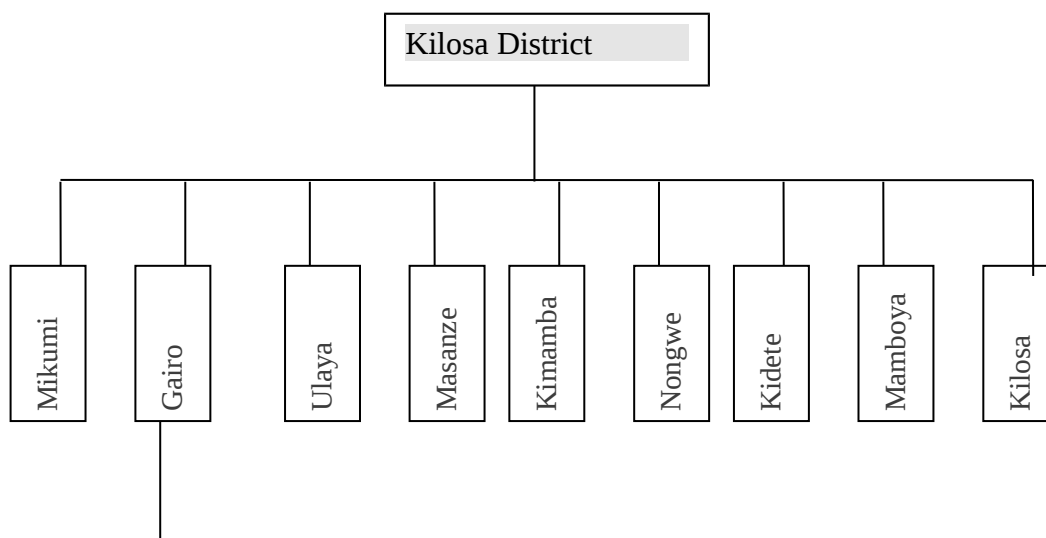 Kilosa District
Mikumi
Gairo
Ulaya
Masanze
Kimamba
Nongwe
Kidete
Mamboya
Kilosa